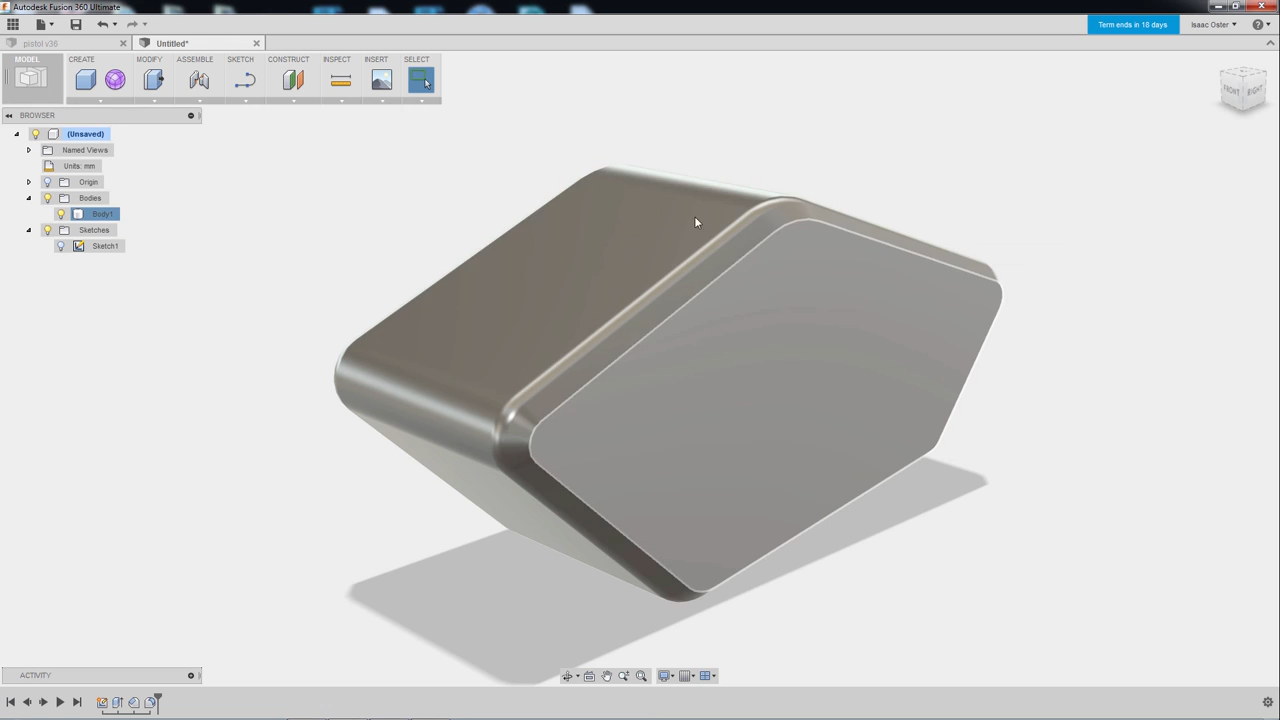 Autodesk Fusion 360 Ultimate
Term ends in 18 days
Isaac Oster
pistol v36
Untitled*
MODEL
CREATE
MODIFY
ASSEMBLE
SKETCH
CONSTRUCT
INSPECT
INSERT
SELECT
BROWSER
(Unsaved)
Named Views
Units: mm
Origin
Bodies
Body1
Sketches
Sketch1
FRONT
RIGHT
ACTIVITY